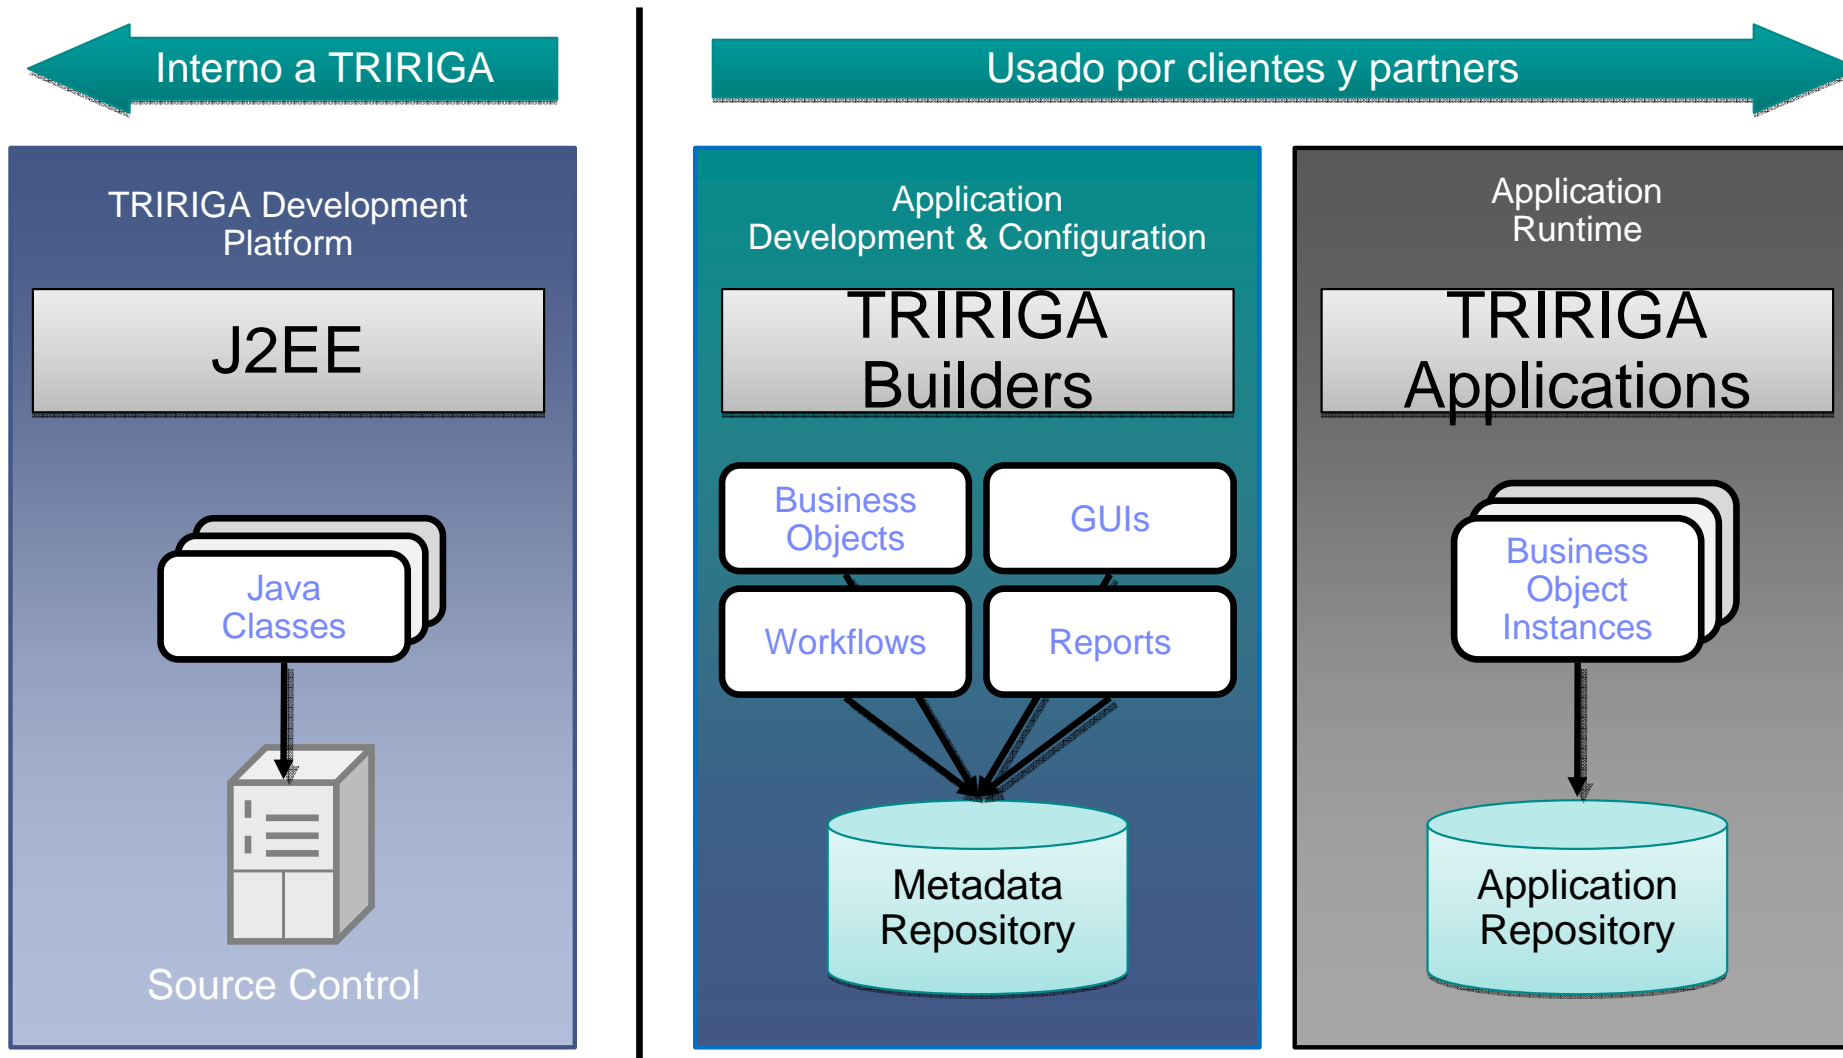 Interno a TRIRIGA
Usado por clientes y partners
TRIRIGA Development
Platform
J2EE
Java
Classes
Source Control
Application
Development & Configuration
TRIRIGA
Builders
Business
Objects
GUIs
Workflows
Reports
Metadata
Repository
Application
Runtime
TRIRIGA
Applications
Business
Object
Instances
Application
Repository